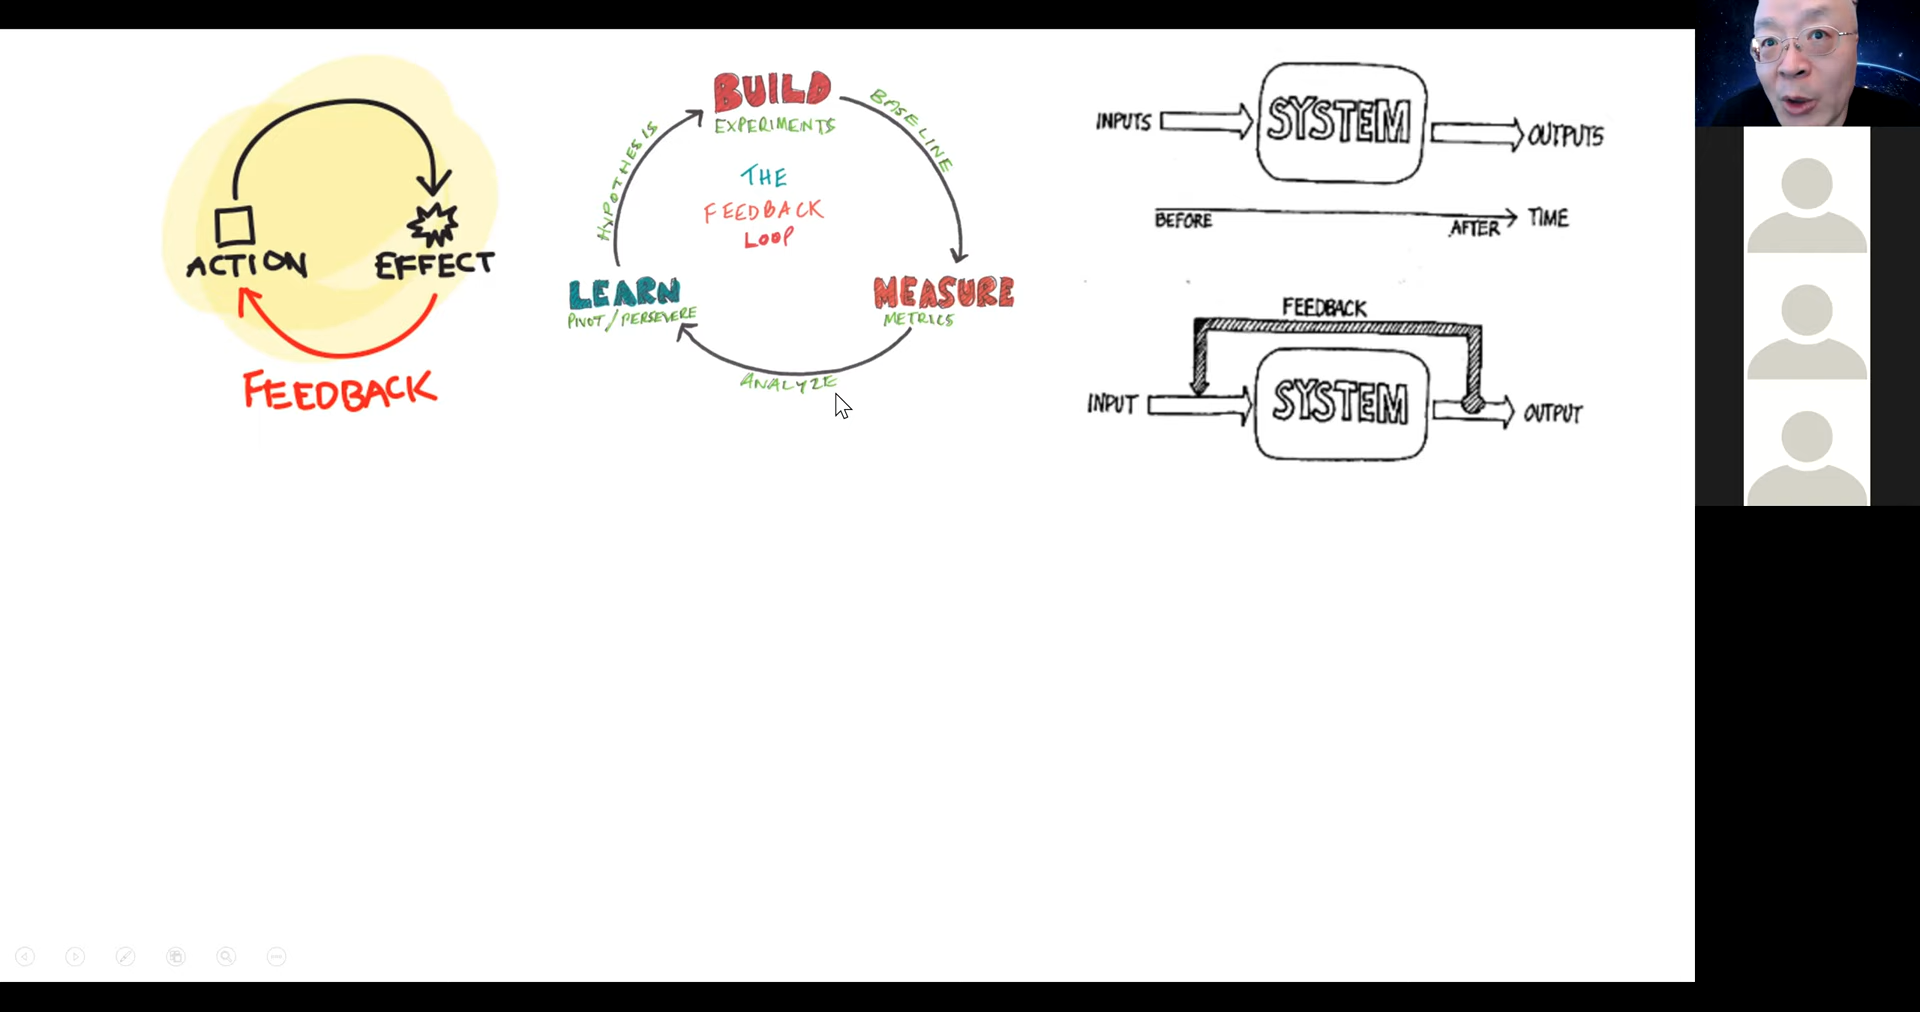 ACTION
EFFECT
FEEDBACK
BUILD
EXPERIMENTS
BASELINE
HYPOTHESIS
THE
FEEDBACK
LOOP
LEARN
PIVOT / PERSEVERE
MEASURE
METRICS
ANALYZE
INPUTS
SYSTEM
OUTPUTS
BEFORE
AFTER
TIME
FEEDBACK
INPUT
SYSTEM
OUTPUT